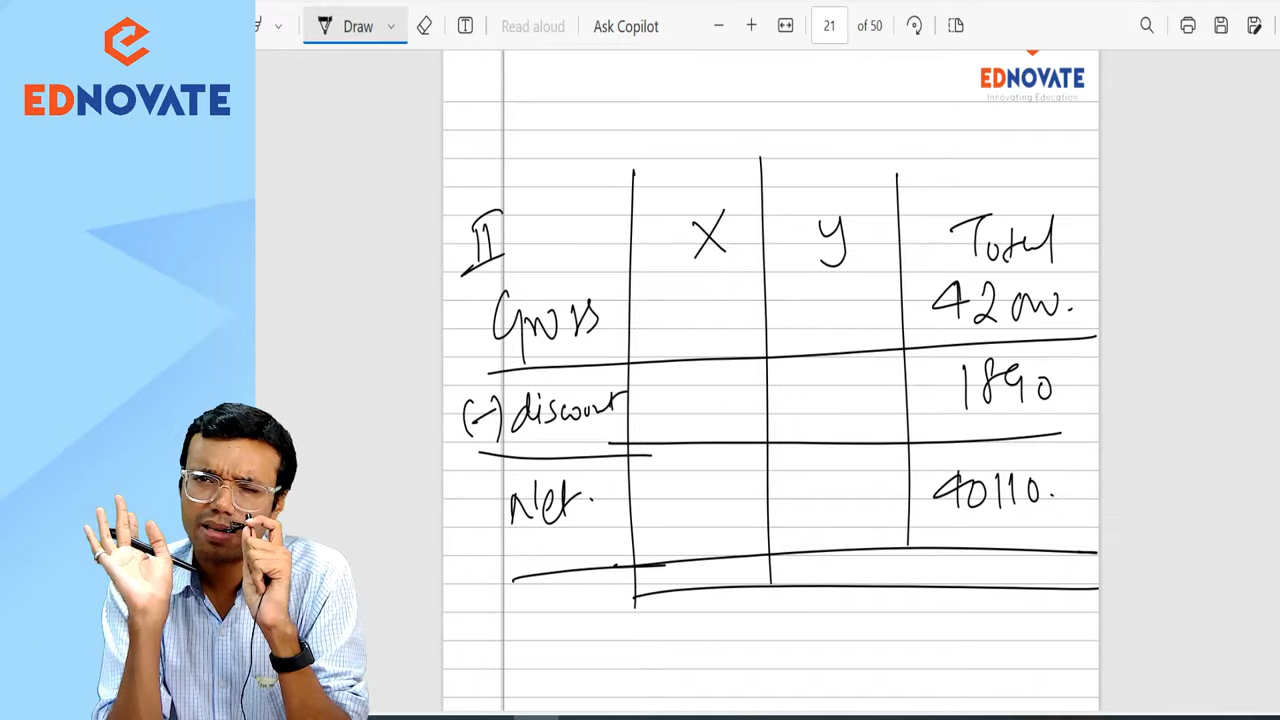 Draw
Read aloud
Ask Copilot
21
of 50
EDNOVATE
EDNOVATE
Innovating Education
II
X
Y
Total
Gross
42000.
(-) discount
1890
Net.
40110.